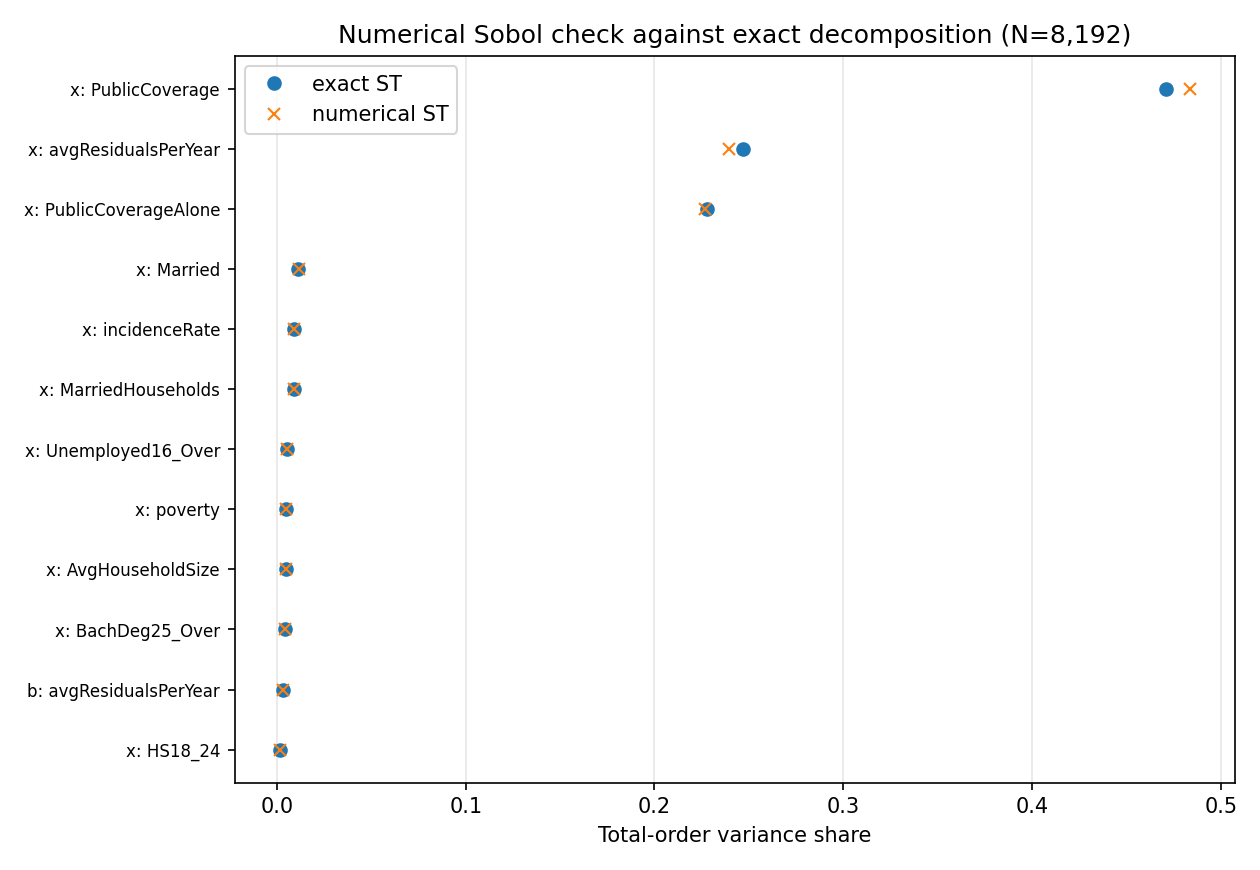 Numerical Sobol check against exact decomposition (N=8,192)
exact ST
numerical ST
x: PublicCoverage
x: avgResidualsPerYear
x: PublicCoverageAlone
x: Married
x: incidenceRate
x: MarriedHouseholds
x: Unemployed16_Over
x: poverty
x: AvgHouseholdSize
x: BachDeg25_Over
b: avgResidualsPerYear
x: HS18_24
0.0 0.1 0.2 0.3 0.4 0.5
Total-order variance share